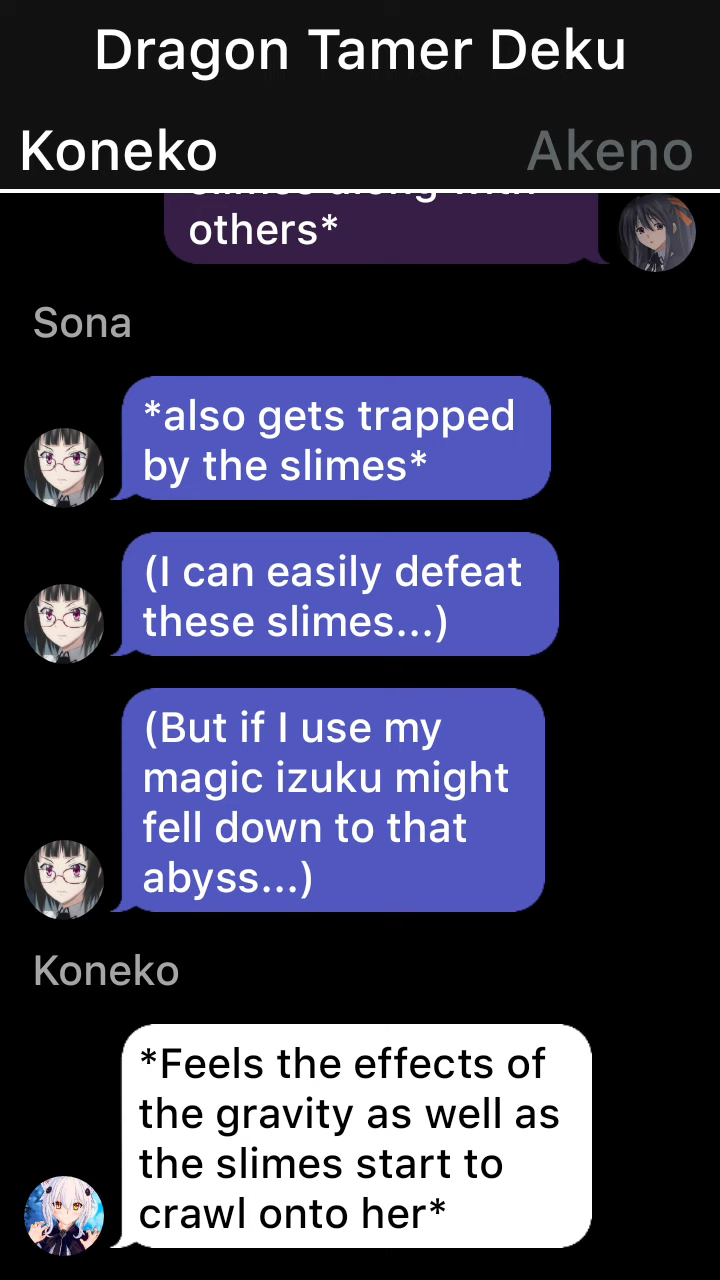 Dragon Tamer Deku
Koneko
Akeno
others*
Sona
*also gets trapped
by the slimes*
(I can easily defeat
these slimes...)
(But if I use my
magic izuku might
fell down to that
abyss...)
Koneko
*Feels the effects of
the gravity as well as
the slimes start to
crawl onto her*